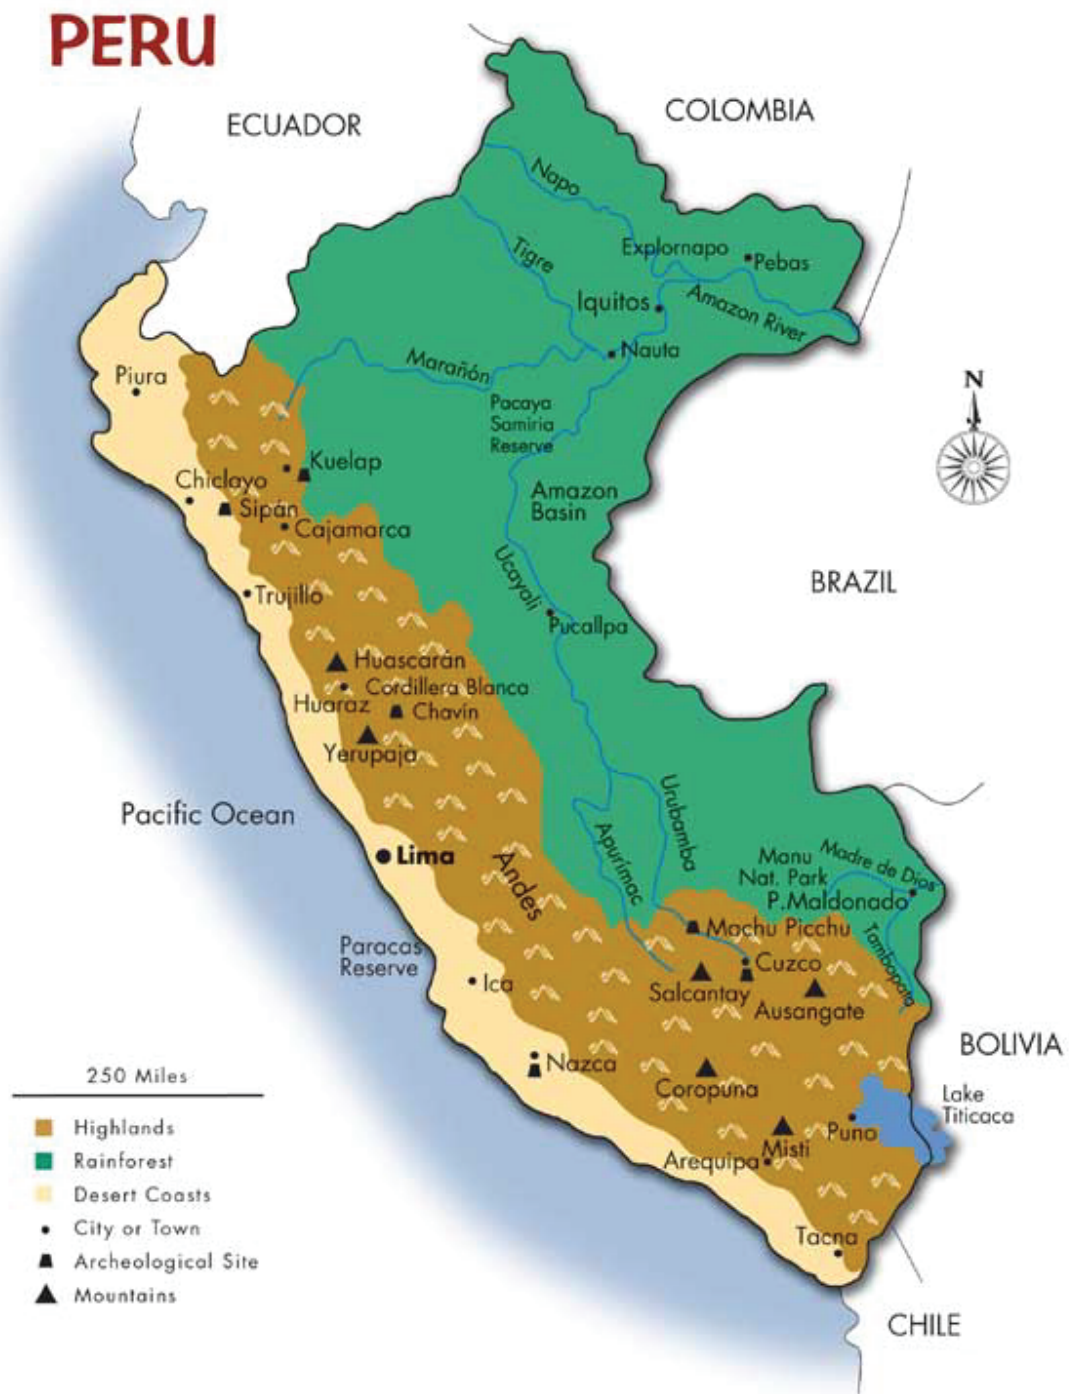 PERU
ECUADOR
COLOMBIA
Napo
Tigre
Explornapo
Pebas
Iquitos
Amazon River
Nauta
Marañón
Piura
Pacaya
Samiria
Reserve
N
Kuelap
Chiclayo
Sipán
Amazon
Basin
Cajamarca
Ucayali
BRAZIL
Trujillo
Pucallpa
Huascarán
Cordillera Blanca
Huaraz
Chavín
Yerupaja
Pacific Ocean
Urubamba
Apurímac
Lima
Andes
Manu
Nat. Park
Madre de Dios
P.Maldonado
Machu Picchu
Paracas
Reserve
Tambopata
Cuzco
Ica
Salcantay
Ausangate
BOLIVIA
Nazca
Coropuna
Lake
Titicaca
Puno
Misti
Arequipa
Tacna
CHILE
250 Miles
Highlands
Rainforest
Desert Coasts
City or Town
Archeological Site
Mountains